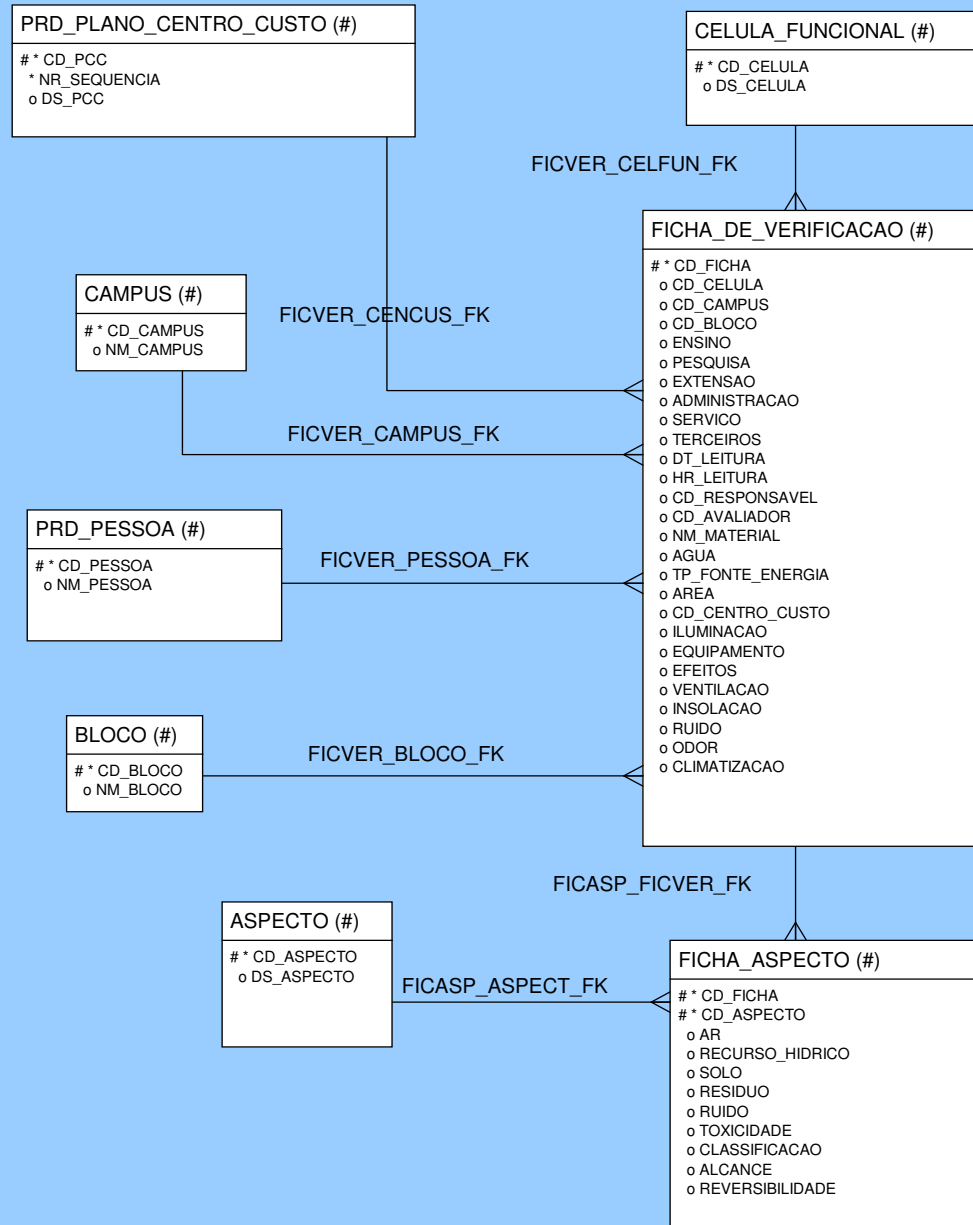 PRD_PLANO_CENTRO_CUSTO (#)
# * CD_PCC
* NR_SEQUENCIA
o DS_PCC
CELULA_FUNCIONAL (#)
# * CD_CELULA
o DS_CELULA
FICVER_CELFUN_FK
FICHA_DE_VERIFICACAO (#)
# * CD_FICHA
o CD_CELULA
o CD_CAMPUS
o CD_BLOCO
o ENSINO
o PESQUISA
o EXTENSAO
o ADMINISTRACAO
o SERVICO
o TERCEIROS
o DT_LEITURA
o HR_LEITURA
o CD_RESPONSAVEL
o CD_AVALIADOR
o NM_MATERIAL
o AGUA
o TP_FONTE_ENERGIA
o AREA
o CD_CENTRO_CUSTO
o ILUMINACAO
o EQUIPAMENTO
o EFEITOS
o VENTILACAO
o INSOLACAO
o RUIDO
o ODOR
o CLIMATIZACAO
CAMPUS (#)
# * CD_CAMPUS
o NM_CAMPUS
FICVER_CENCUS_FK
FICVER_CAMPUS_FK
PRD_PESSOA (#)
# * CD_PESSOA
o NM_PESSOA
FICVER_PESSOA_FK
BLOCO (#)
# * CD_BLOCO
o NM_BLOCO
FICVER_BLOCO_FK
FICASP_FICVER_FK
ASPECTO (#)
# * CD_ASPECTO
o DS_ASPECTO
FICASP_ASPECT_FK
FICHA_ASPECTO (#)
# * CD_FICHA
# * CD_ASPECTO
o AR
o RECURSO_HIDRICO
o SOLO
o RESIDUO
o RUIDO
o TOXICIDADE
o CLASSIFICACAO
o ALCANCE
o REVERSIBILIDADE